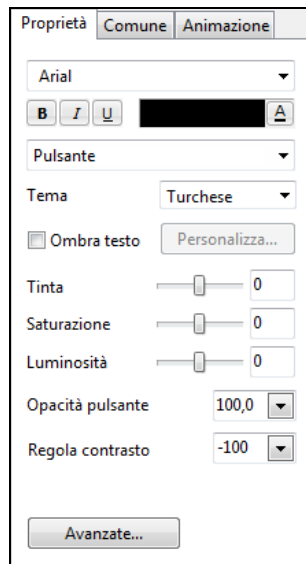 Proprietà Comune Animazione
Arial
B I U A
Pulsante
Tema Turchese
Ombra testo Personalizza...
Tinta 0
Saturazione 0
Luminosità 0
Opacità pulsante 100,0
Regola contrasto -100
Avanzate...